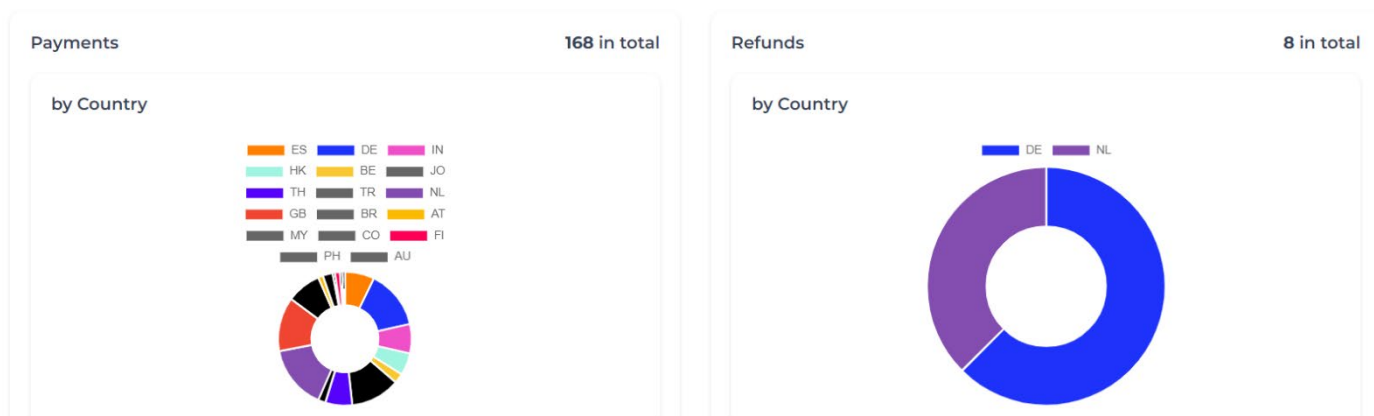 Payments 168 in total
by Country
ES DE IN
HK BE JO
TH TR NL
GB BR AT
MY CO FI
PH AU
Refunds 8 in total
by Country
DE NL